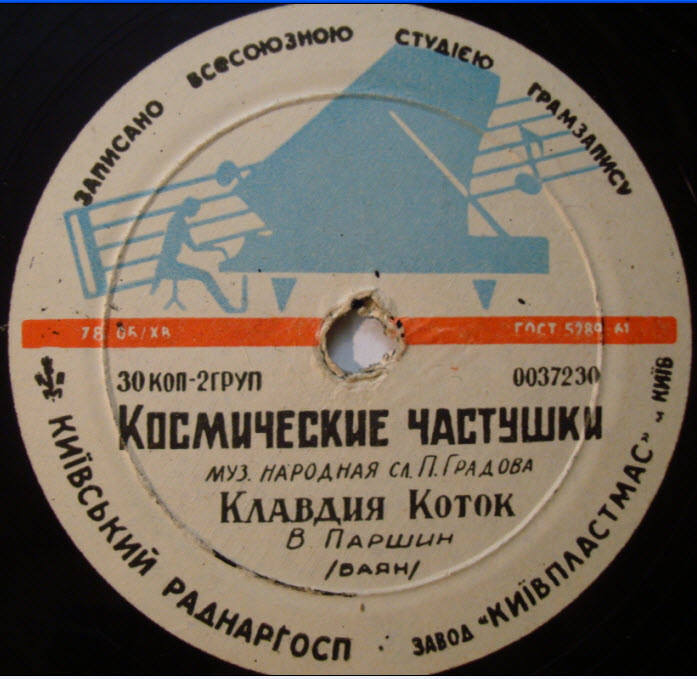 ЗАПИСАНО ВСЕСОЮЗНОЮ СТУДІЄЮ ГРАМЗАПИСУ
78 ОБ/ХВ ГОСТ 5289-61
30 КОП-2ГРУП 0037230
КОСМИЧЕСКИЕ ЧАСТУШКИ
МУЗ. НАРОДНАЯ СЛ. П. ГРАДОВА
КЛАВДИЯ КОТОК
В ПАРШИН
/БАЯН/
КИЇВСЬКИЙ РАДНАРГОСП · ЗАВОД "КИЇВПЛАСТМАС" - КИЇВ